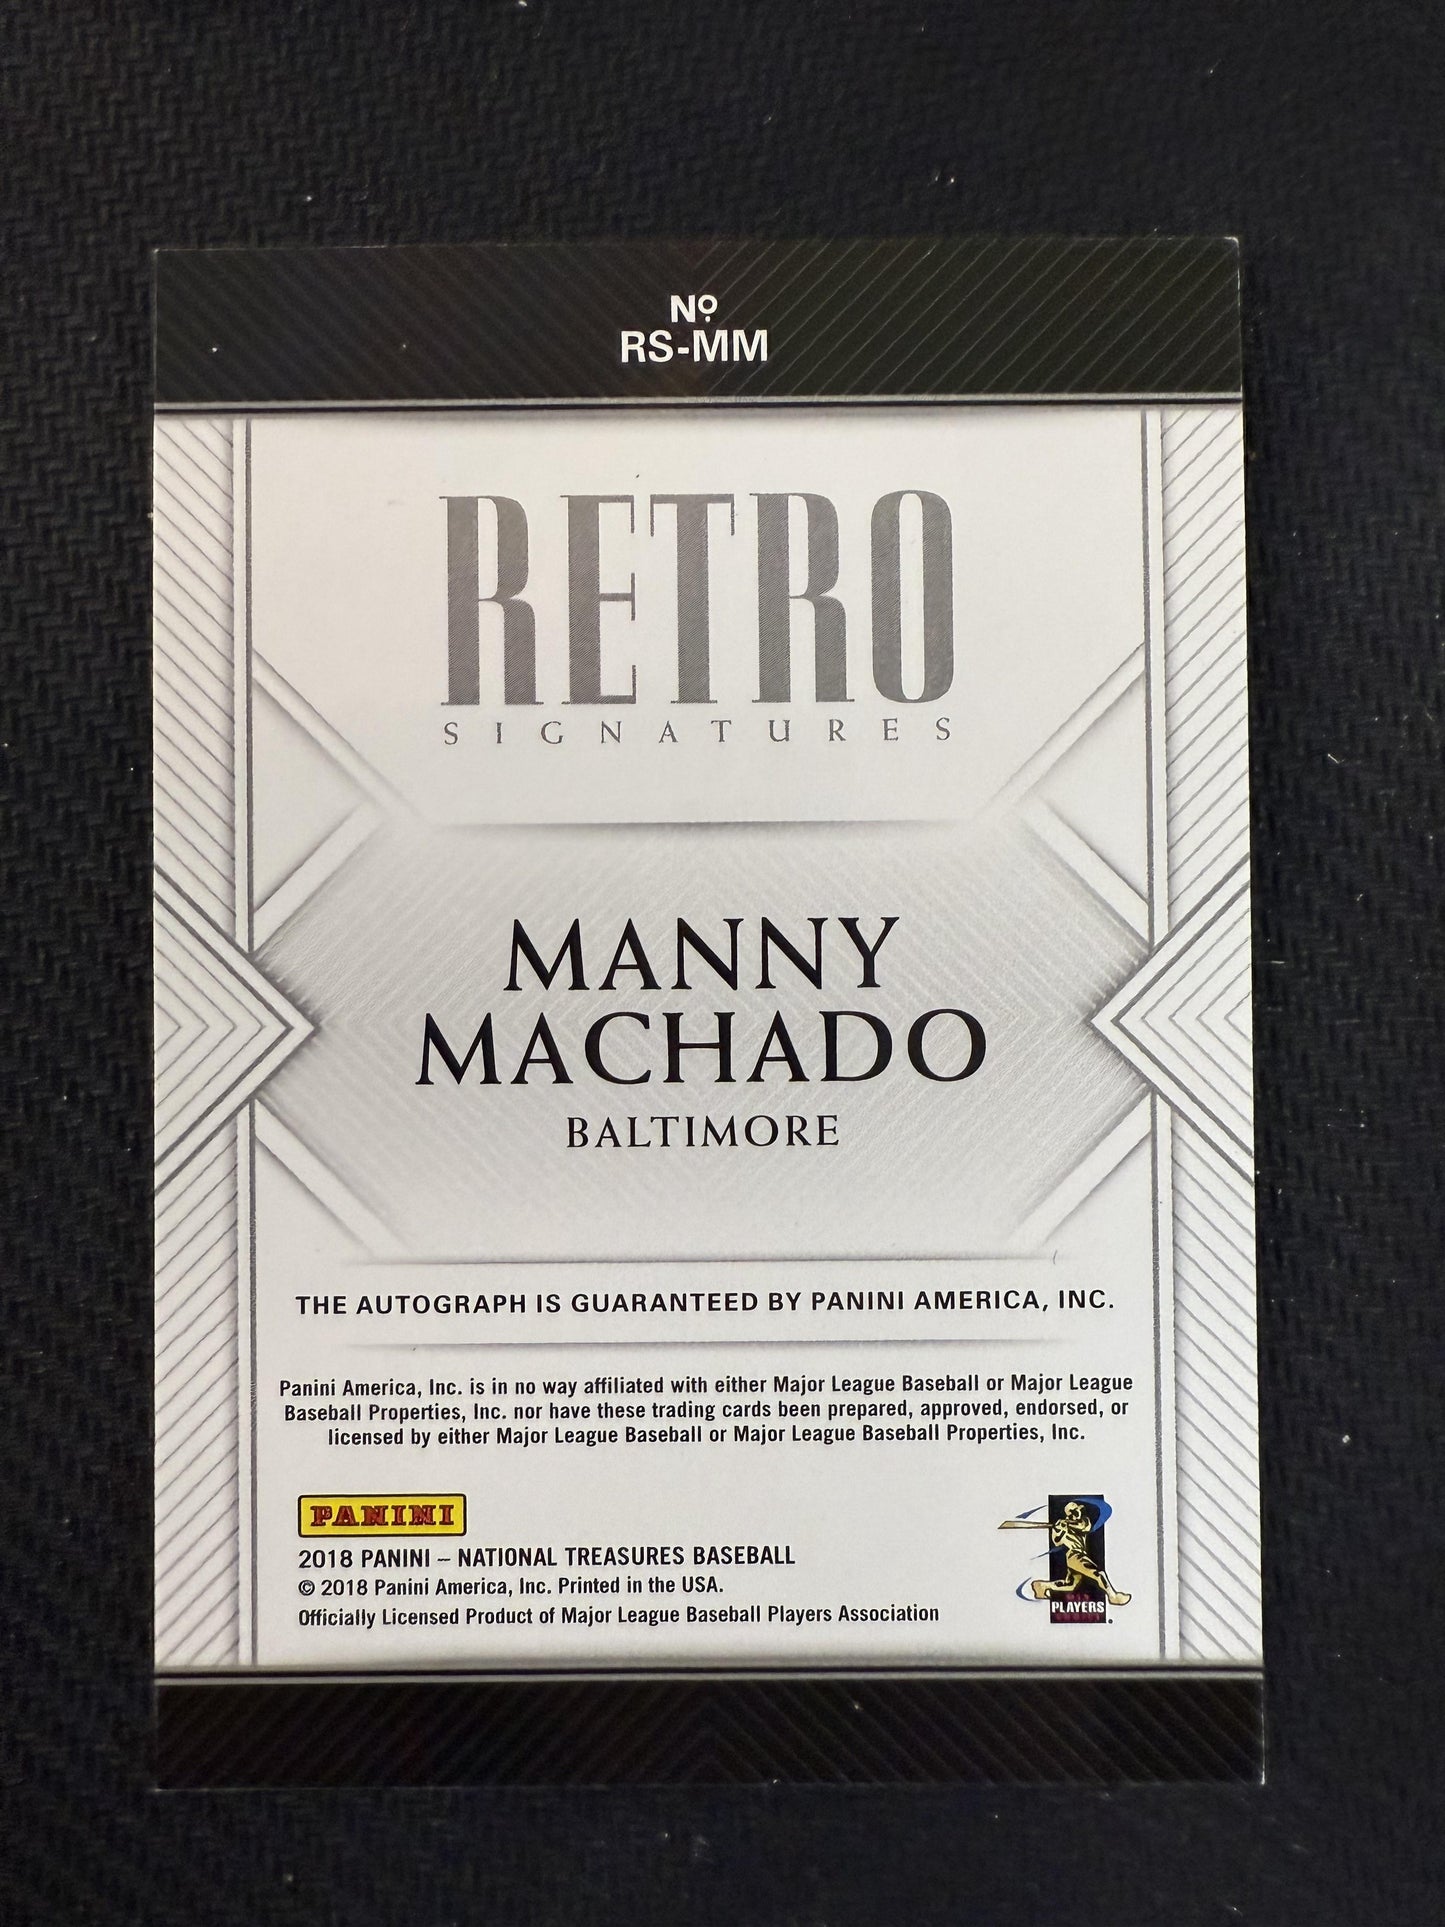 Nº
RS-MM
RETRO
SIGNATURES
MANNY
MACHADO
BALTIMORE
THE AUTOGRAPH IS GUARANTEED BY PANINI AMERICA, INC.
Panini America, Inc. is in no way affiliated with either Major League Baseball or Major League
Baseball Properties, Inc. nor have these trading cards been prepared, approved, endorsed, or
licensed by either Major League Baseball or Major League Baseball Properties, Inc.
PANINI
2018 PANINI – NATIONAL TREASURES BASEBALL
© 2018 Panini America, Inc. Printed in the USA.
Officially Licensed Product of Major League Baseball Players Association
PLAYERS